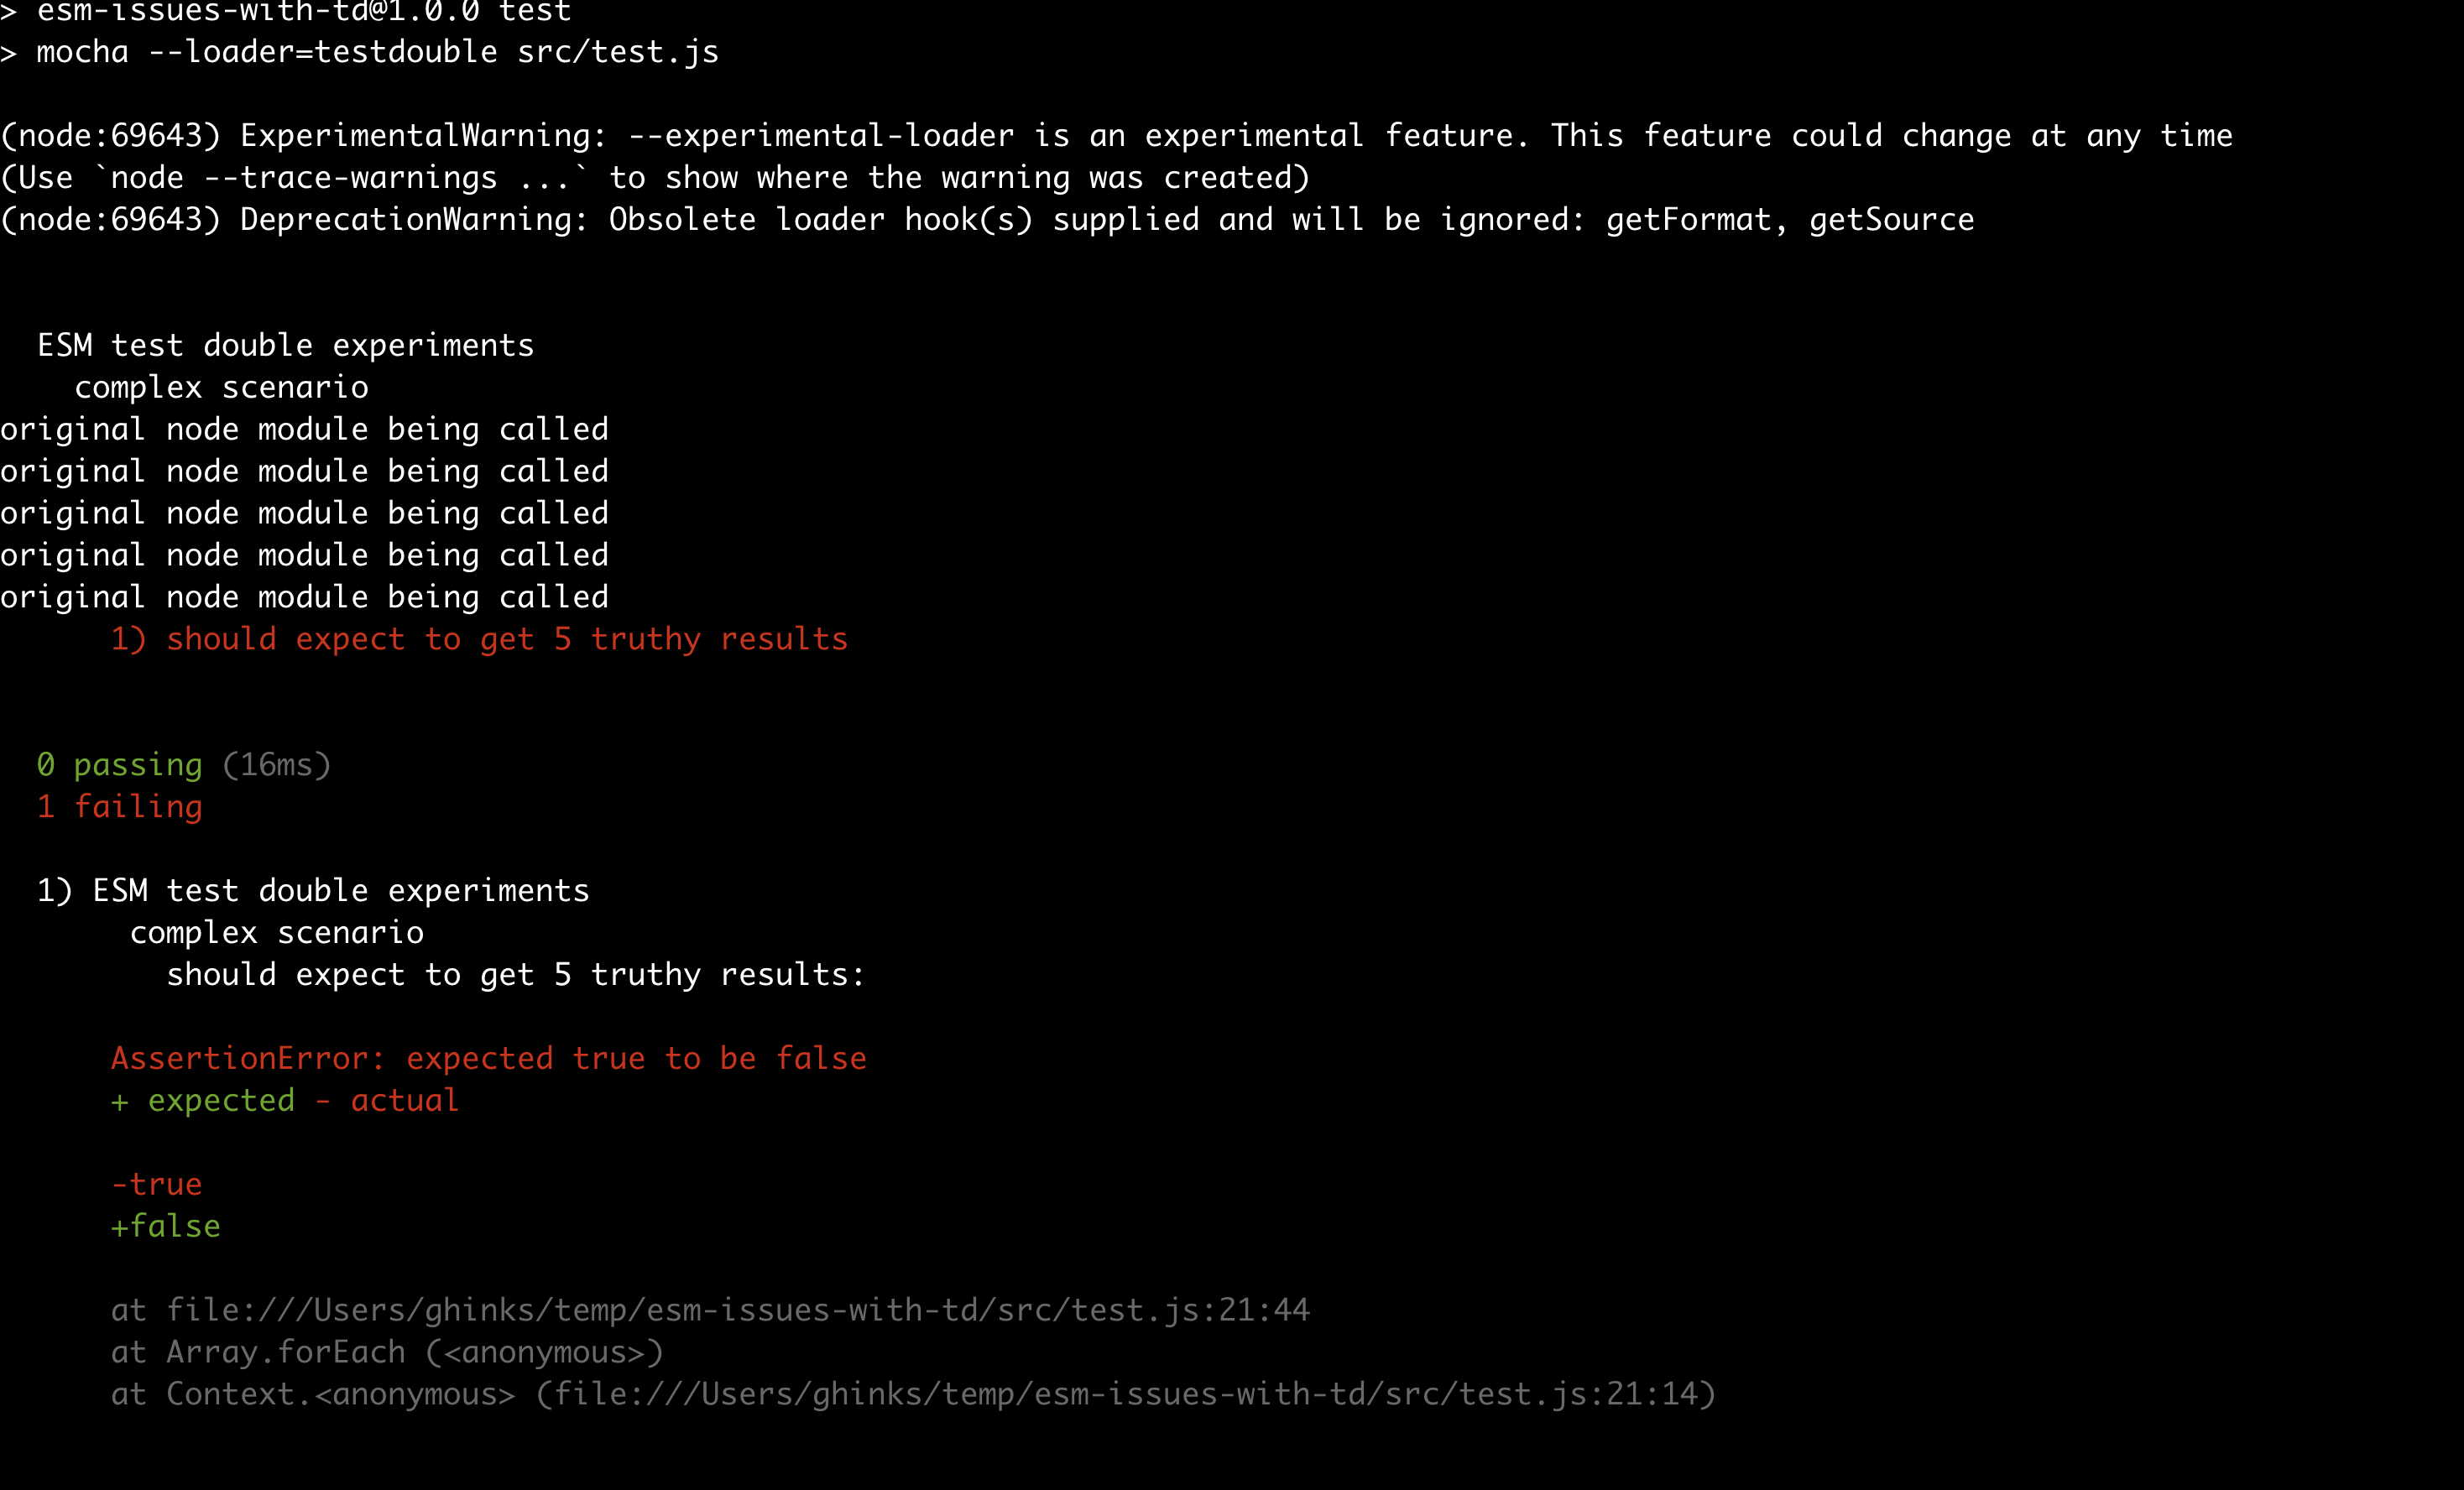 > esm-issues-with-td@1.0.0 test
> mocha --loader=testdouble src/test.js
(node:69643) ExperimentalWarning: --experimental-loader is an experimental feature. This feature could change at any time
(Use `node --trace-warnings ...` to show where the warning was created)
(node:69643) DeprecationWarning: Obsolete loader hook(s) supplied and will be ignored: getFormat, getSource
ESM test double experiments
complex scenario
original node module being called
original node module being called
original node module being called
original node module being called
original node module being called
1) should expect to get 5 truthy results
0 passing (16ms)
1 failing
1) ESM test double experiments
complex scenario
should expect to get 5 truthy results:
AssertionError: expected true to be false
+ expected - actual
-true
+false
at file:///Users/ghinks/temp/esm-issues-with-td/src/test.js:21:44
at Array.forEach (<anonymous>)
at Context.<anonymous> (file:///Users/ghinks/temp/esm-issues-with-td/src/test.js:21:14)